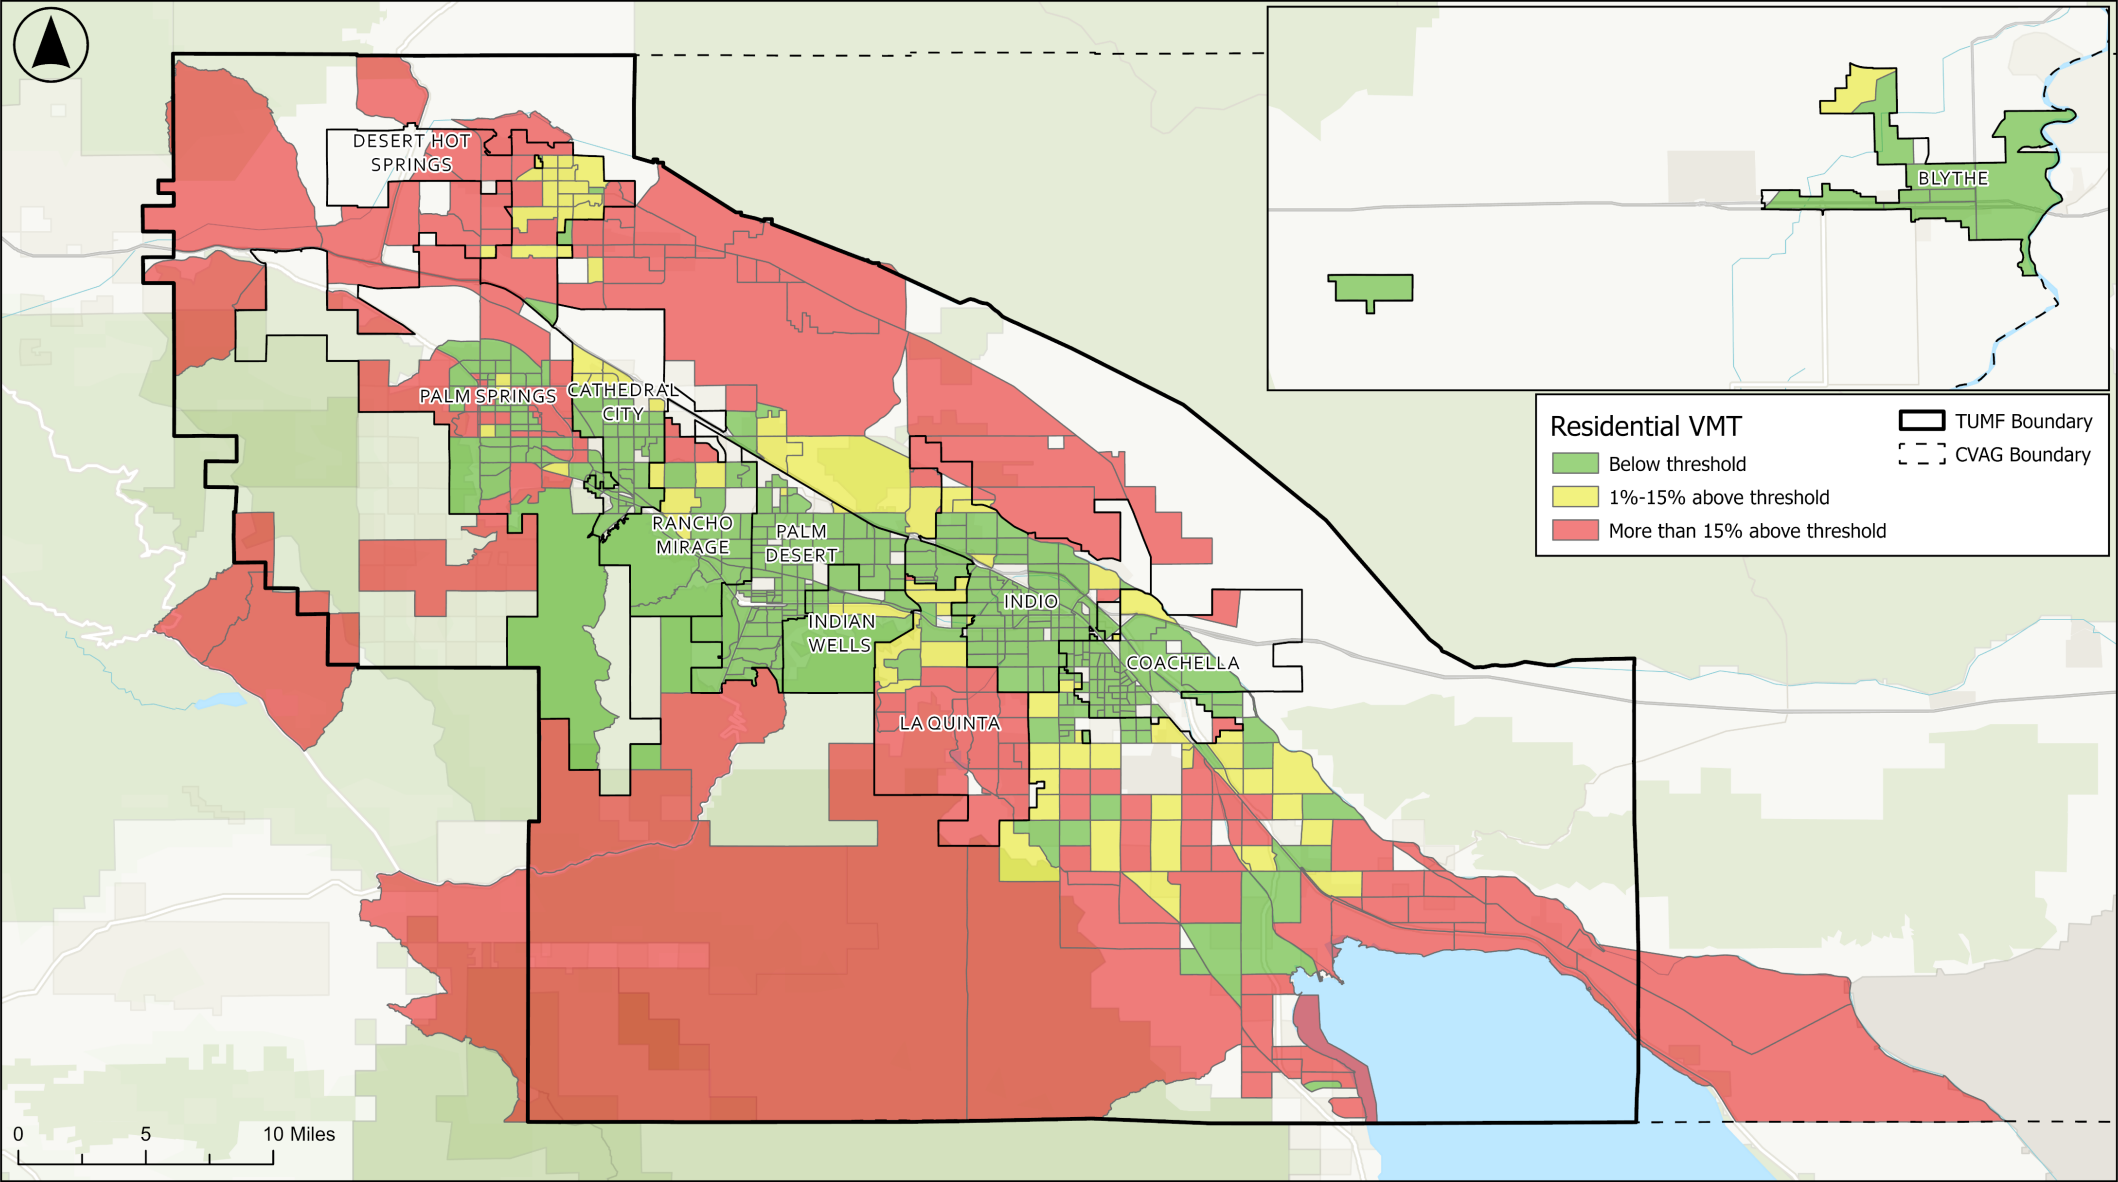 DESERT HOT
SPRINGS
BLYTHE
PALM SPRINGS
CATHEDRAL
CITY
RANCHO
MIRAGE
PALM
DESERT
INDIO
INDIAN
WELLS
COACHELLA
LA QUINTA
Residential VMT
Below threshold
1%-15% above threshold
More than 15% above threshold
TUMF Boundary
CVAG Boundary
0 5 10 Miles